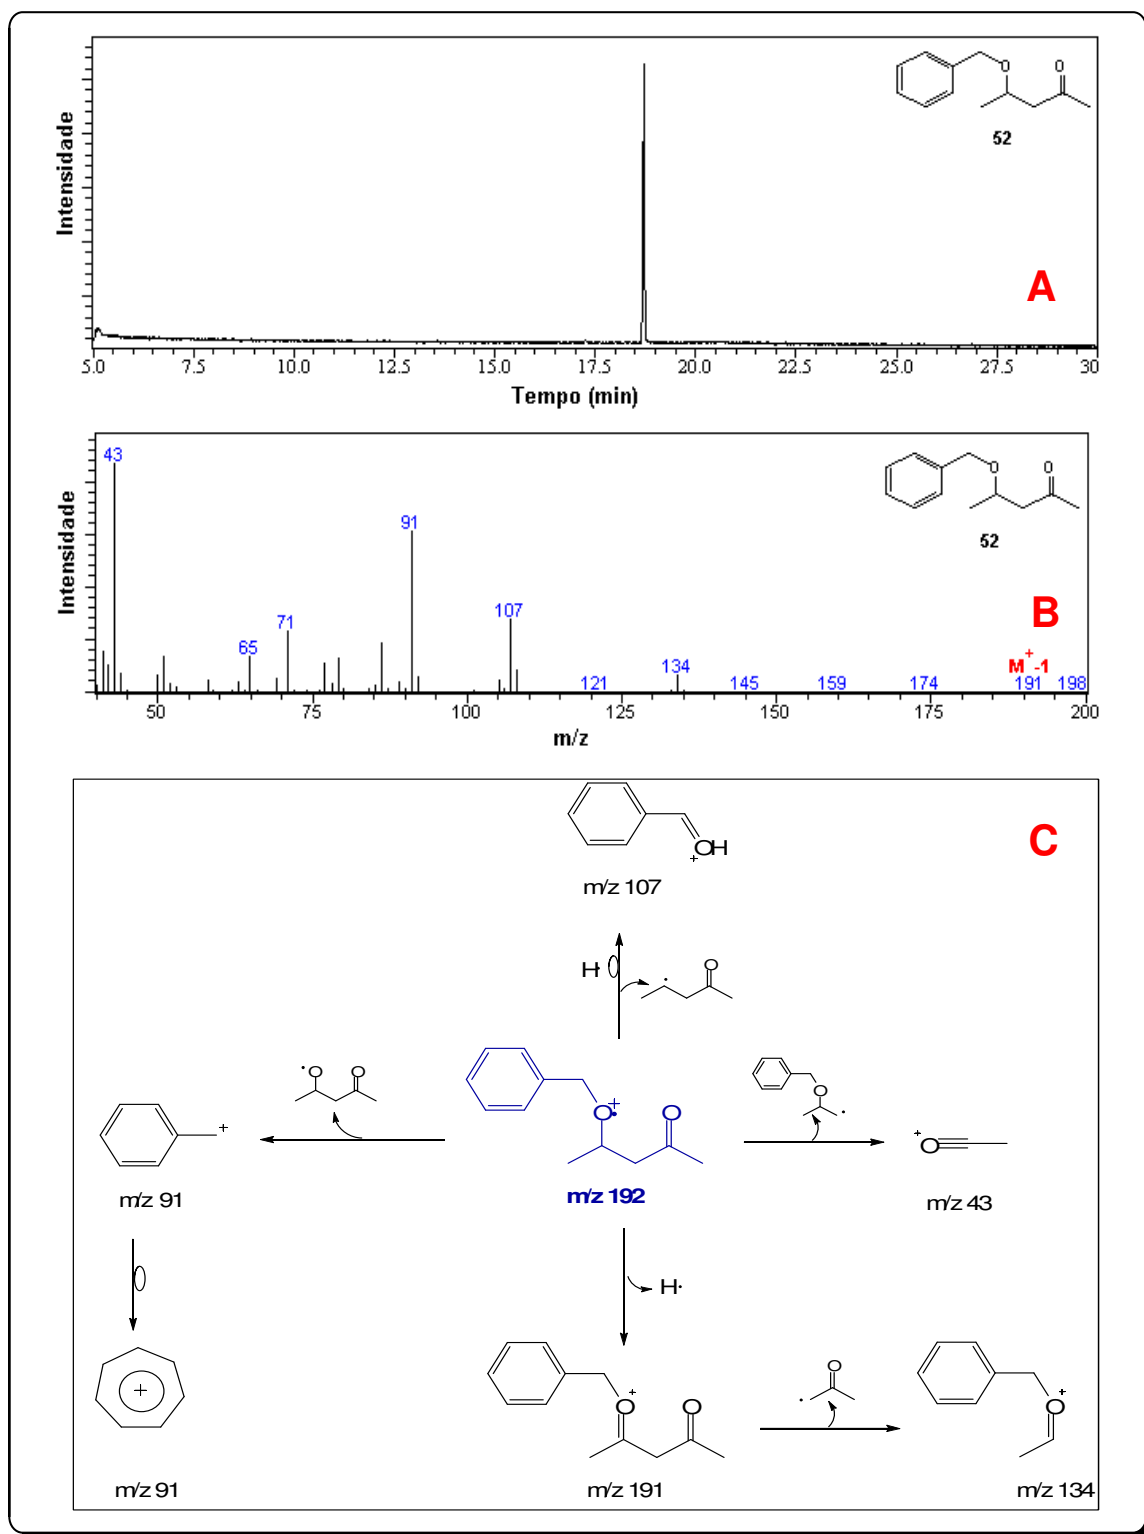 Intensidade
O
O
52
A
5.0 7.5 10.0 12.5 15.0 17.5 20.0 22.5 25.0 27.5 30
Tempo (min)
Intensidade
43
91
71
65
107
134
121
145
159
174
191
198
M⁺-1
O
O
52
B
50 75 100 125 150 175 200
m/z
C
OH
+
m/z 107
H·
O
·
·
O
O
O
·
+
O
+·
O
+
O
m/z 91
m/z 192
m/z 43
H·
+
O
+
O
O
·
O
+
m/z 91
m/z 191
m/z 134